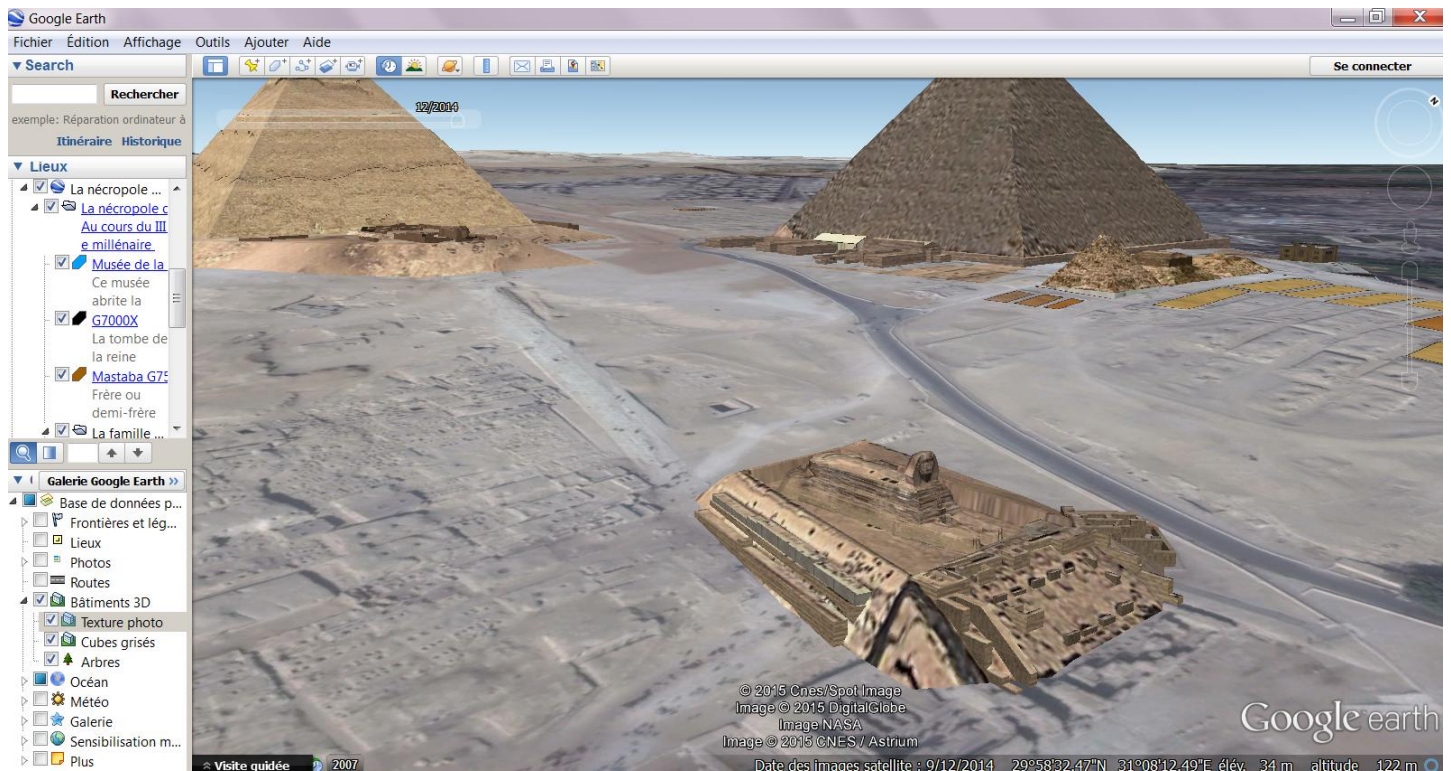 Google Earth
Fichier Édition Affichage Outils Ajouter Aide
Search
Se connecter
Rechercher
exemple: Réparation ordinateur à
Itinéraire Historique
12/2014
Lieux
La nécropole ...
La nécropole d
Au cours du III
e millénaire
Musée de la
Ce musée
abrite la
G7000X
La tombe de
la reine
Mastaba G75
Frère ou
demi-frère
La famille ...
Galerie Google Earth >>
Base de données p...
Frontières et lég...
Lieux
Photos
Routes
Bâtiments 3D
Texture photo
Cubes grisés
Arbres
Océan
Météo
Galerie
Sensibilisation m...
Plus
N
© 2015 Cnes/Spot Image
Image © 2015 DigitalGlobe
Image NASA
Image © 2015 CNES / Astrium
Google earth
Visite guidée
2007
Date des images satellite : 9/12/2014 29°58'32.47"N 31°08'12.49"E élév. 34 m altitude 122 m